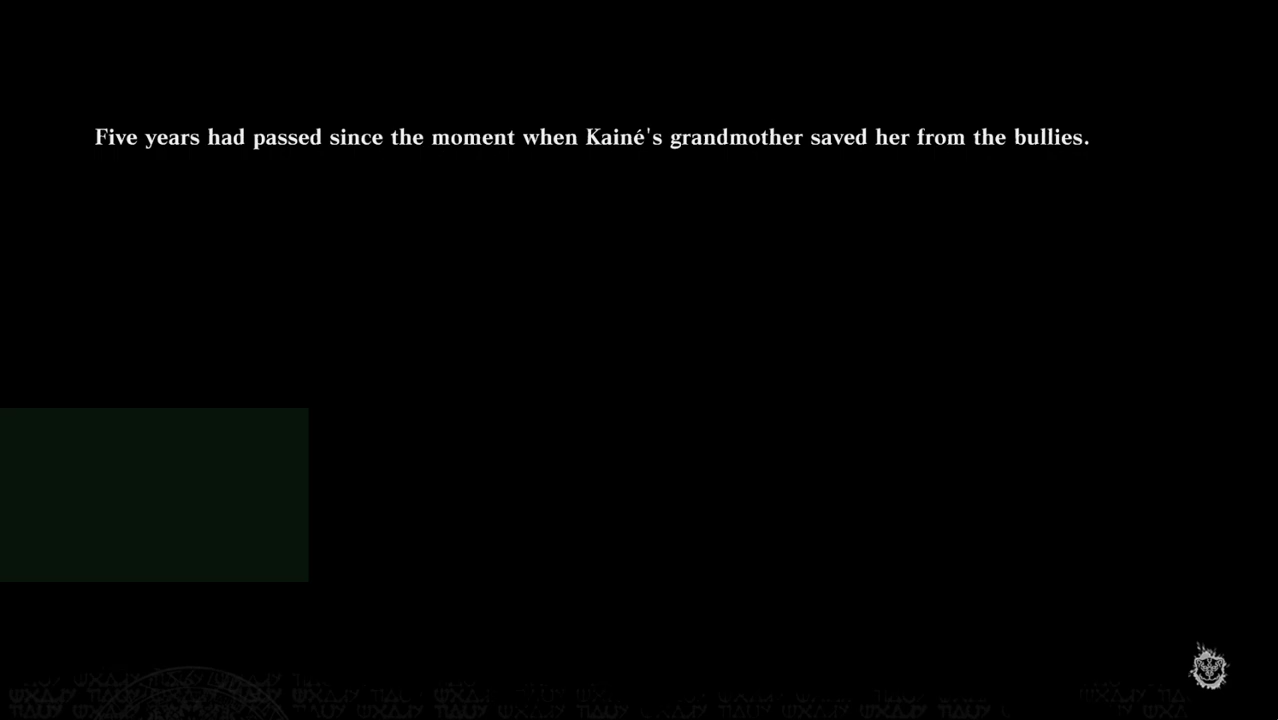 Five years had passed since the moment when Kainé's grandmother saved her from the bullies.